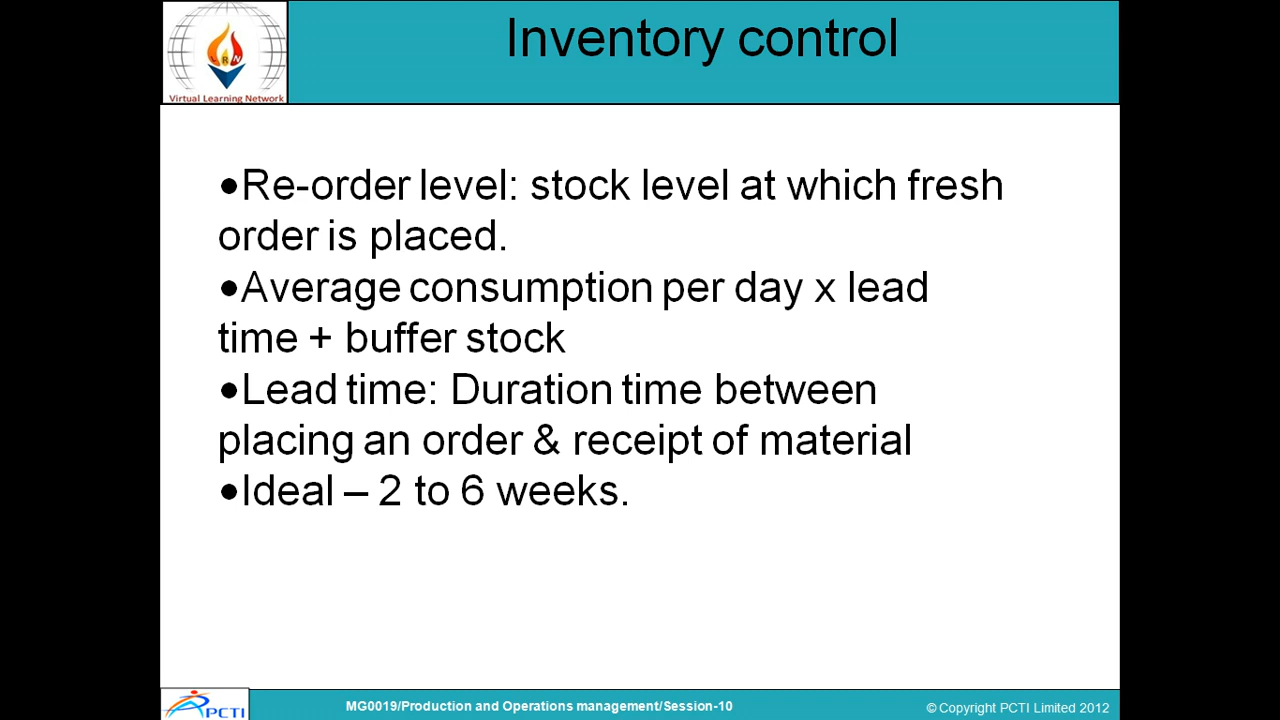 Inventory control
LRN
Virtual Learning Network
•Re-order level: stock level at which fresh
order is placed.
•Average consumption per day x lead
time + buffer stock
•Lead time: Duration time between
placing an order & receipt of material
•Ideal – 2 to 6 weeks.
PCTI
MG0019/Production and Operations management/Session-10
© Copyright PCTI Limited 2012